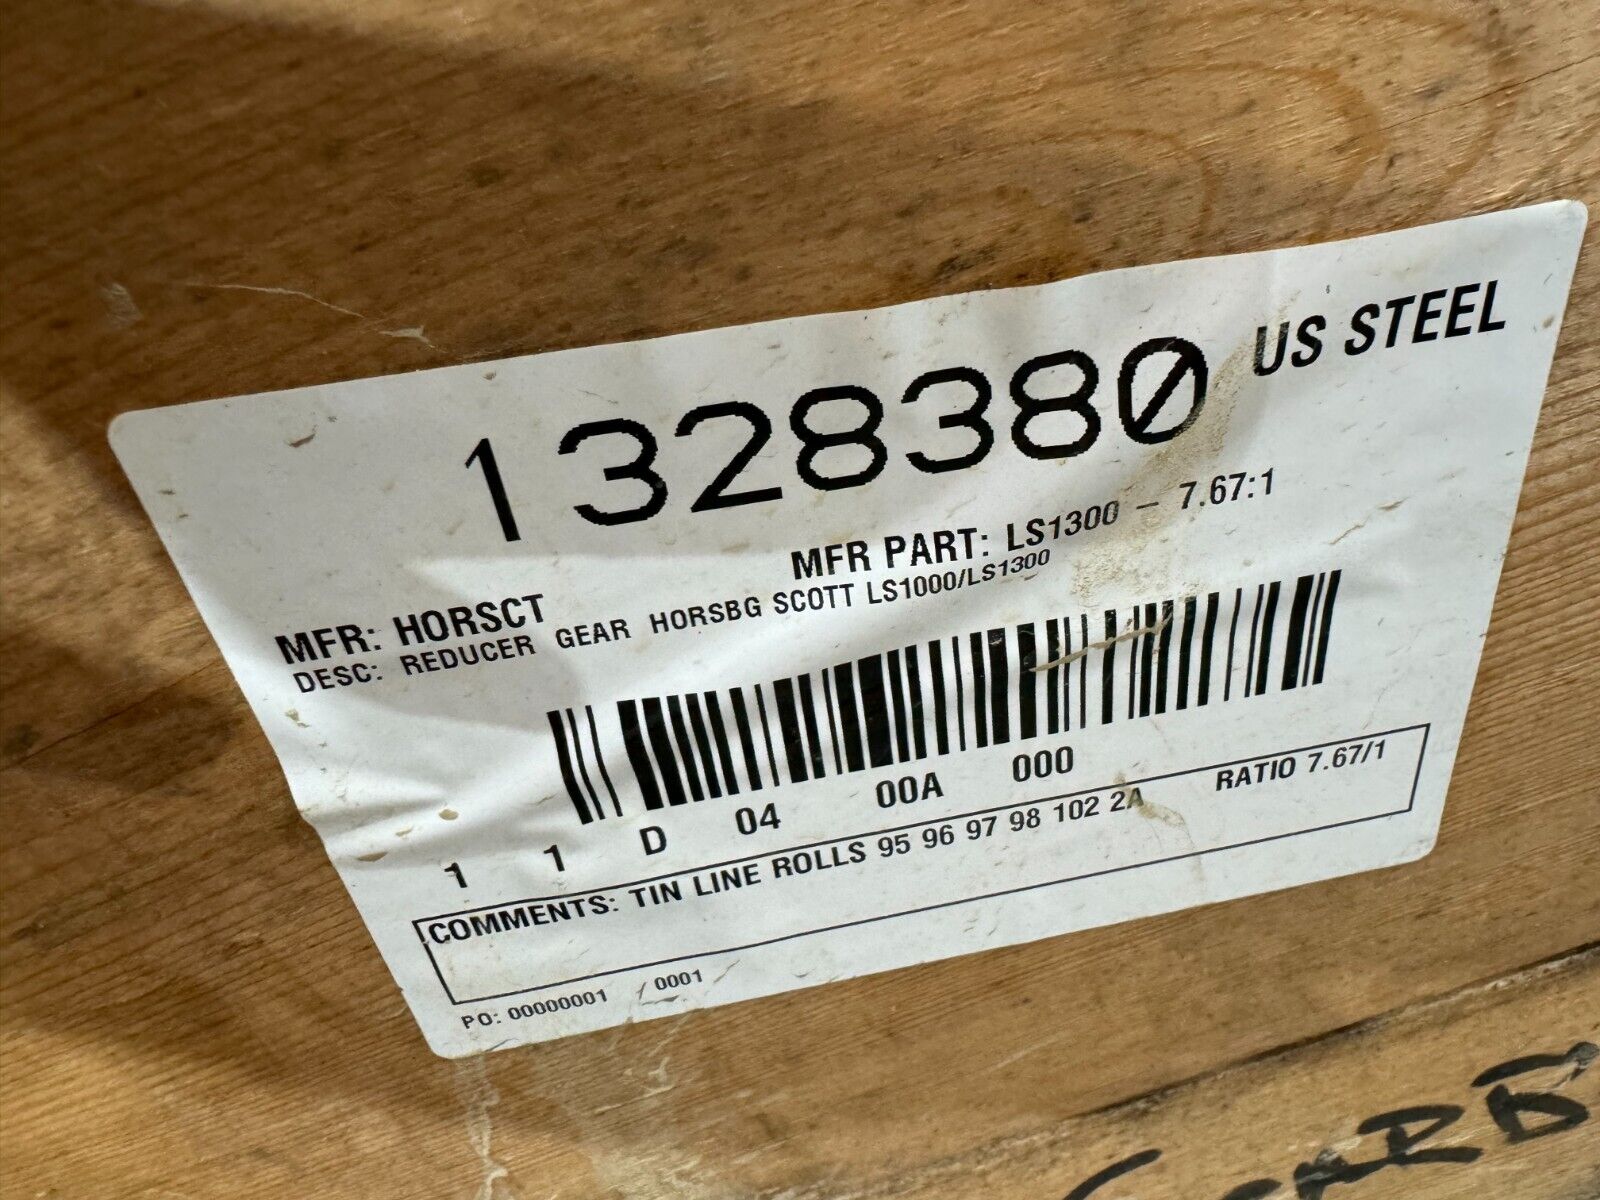 US STEEL
1328380
MFR PART: LS1300 - 7.67:1
MFR: HORSCT
DESC: REDUCER GEAR HORSBG SCOTT LS1000/LS1300
1 1 D 04 00A 000
COMMENTS: TIN LINE ROLLS 95 96 97 98 102 2A RATIO 7.67/1
PO: 00000001 / 0001